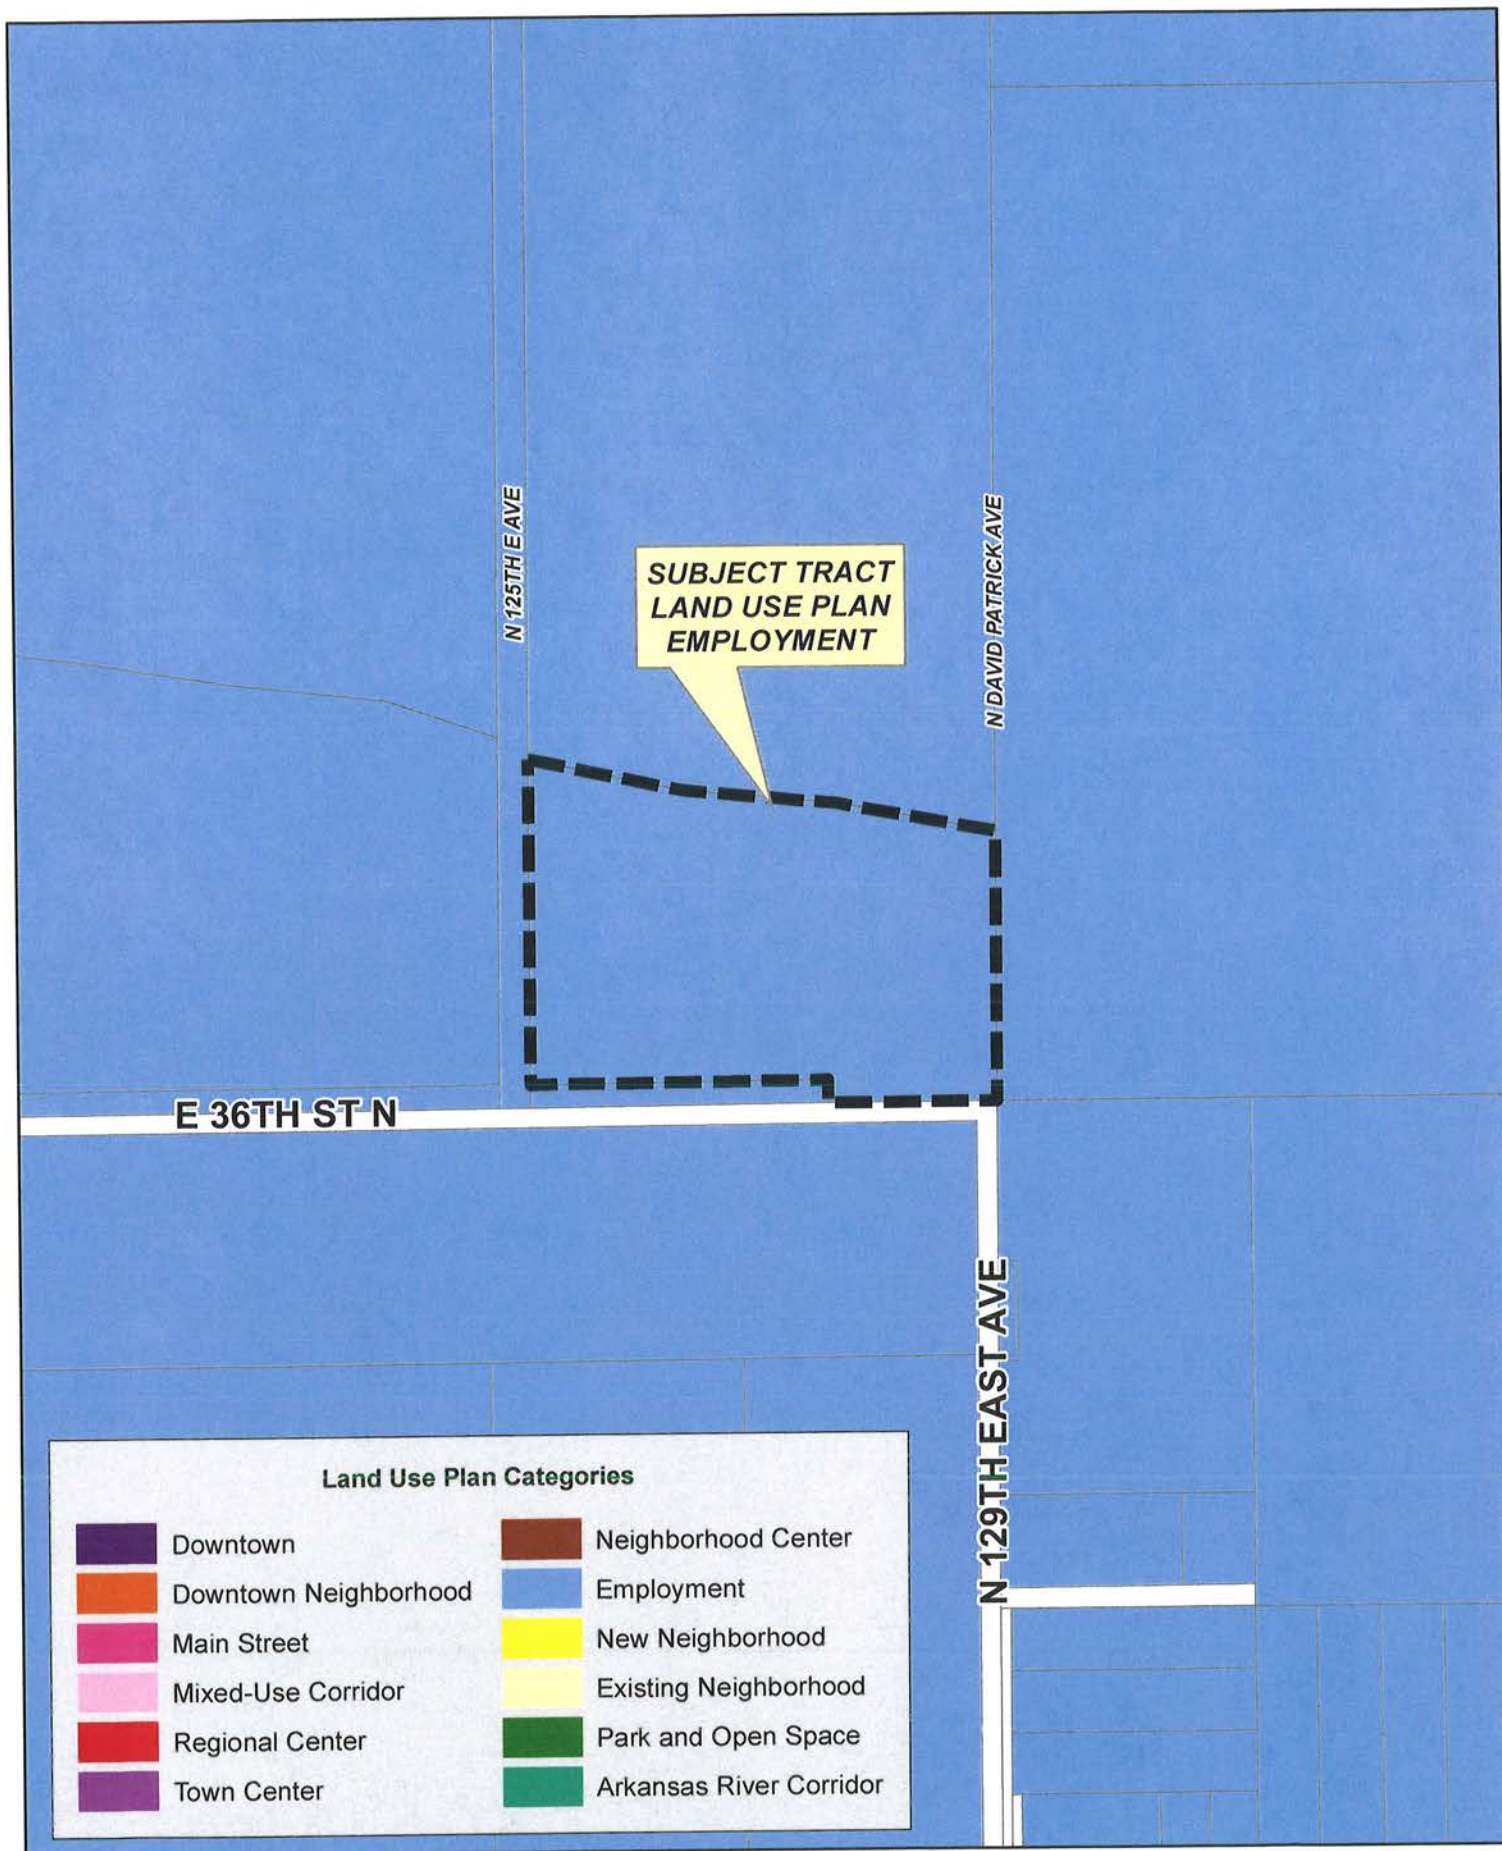 N 125TH E AVE
SUBJECT TRACT
LAND USE PLAN
EMPLOYMENT
N DAVID PATRICK AVE
E 36TH ST N
N 129TH EAST AVE
Land Use Plan Categories
Downtown
Downtown Neighborhood
Main Street
Mixed-Use Corridor
Regional Center
Town Center
Neighborhood Center
Employment
New Neighborhood
Existing Neighborhood
Park and Open Space
Arkansas River Corridor